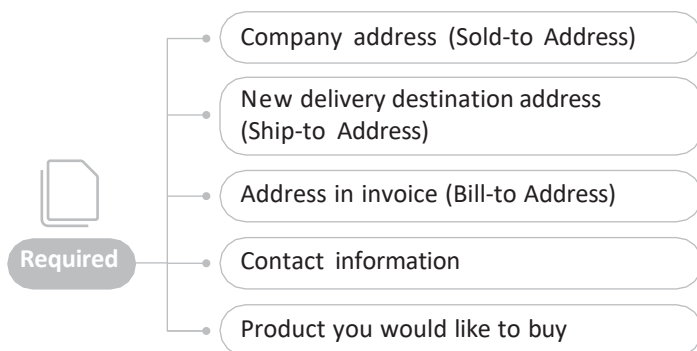 Company address (Sold-to Address)
New delivery destination address
(Ship-to Address)
Address in invoice (Bill-to Address)
Required
Contact information
Product you would like to buy